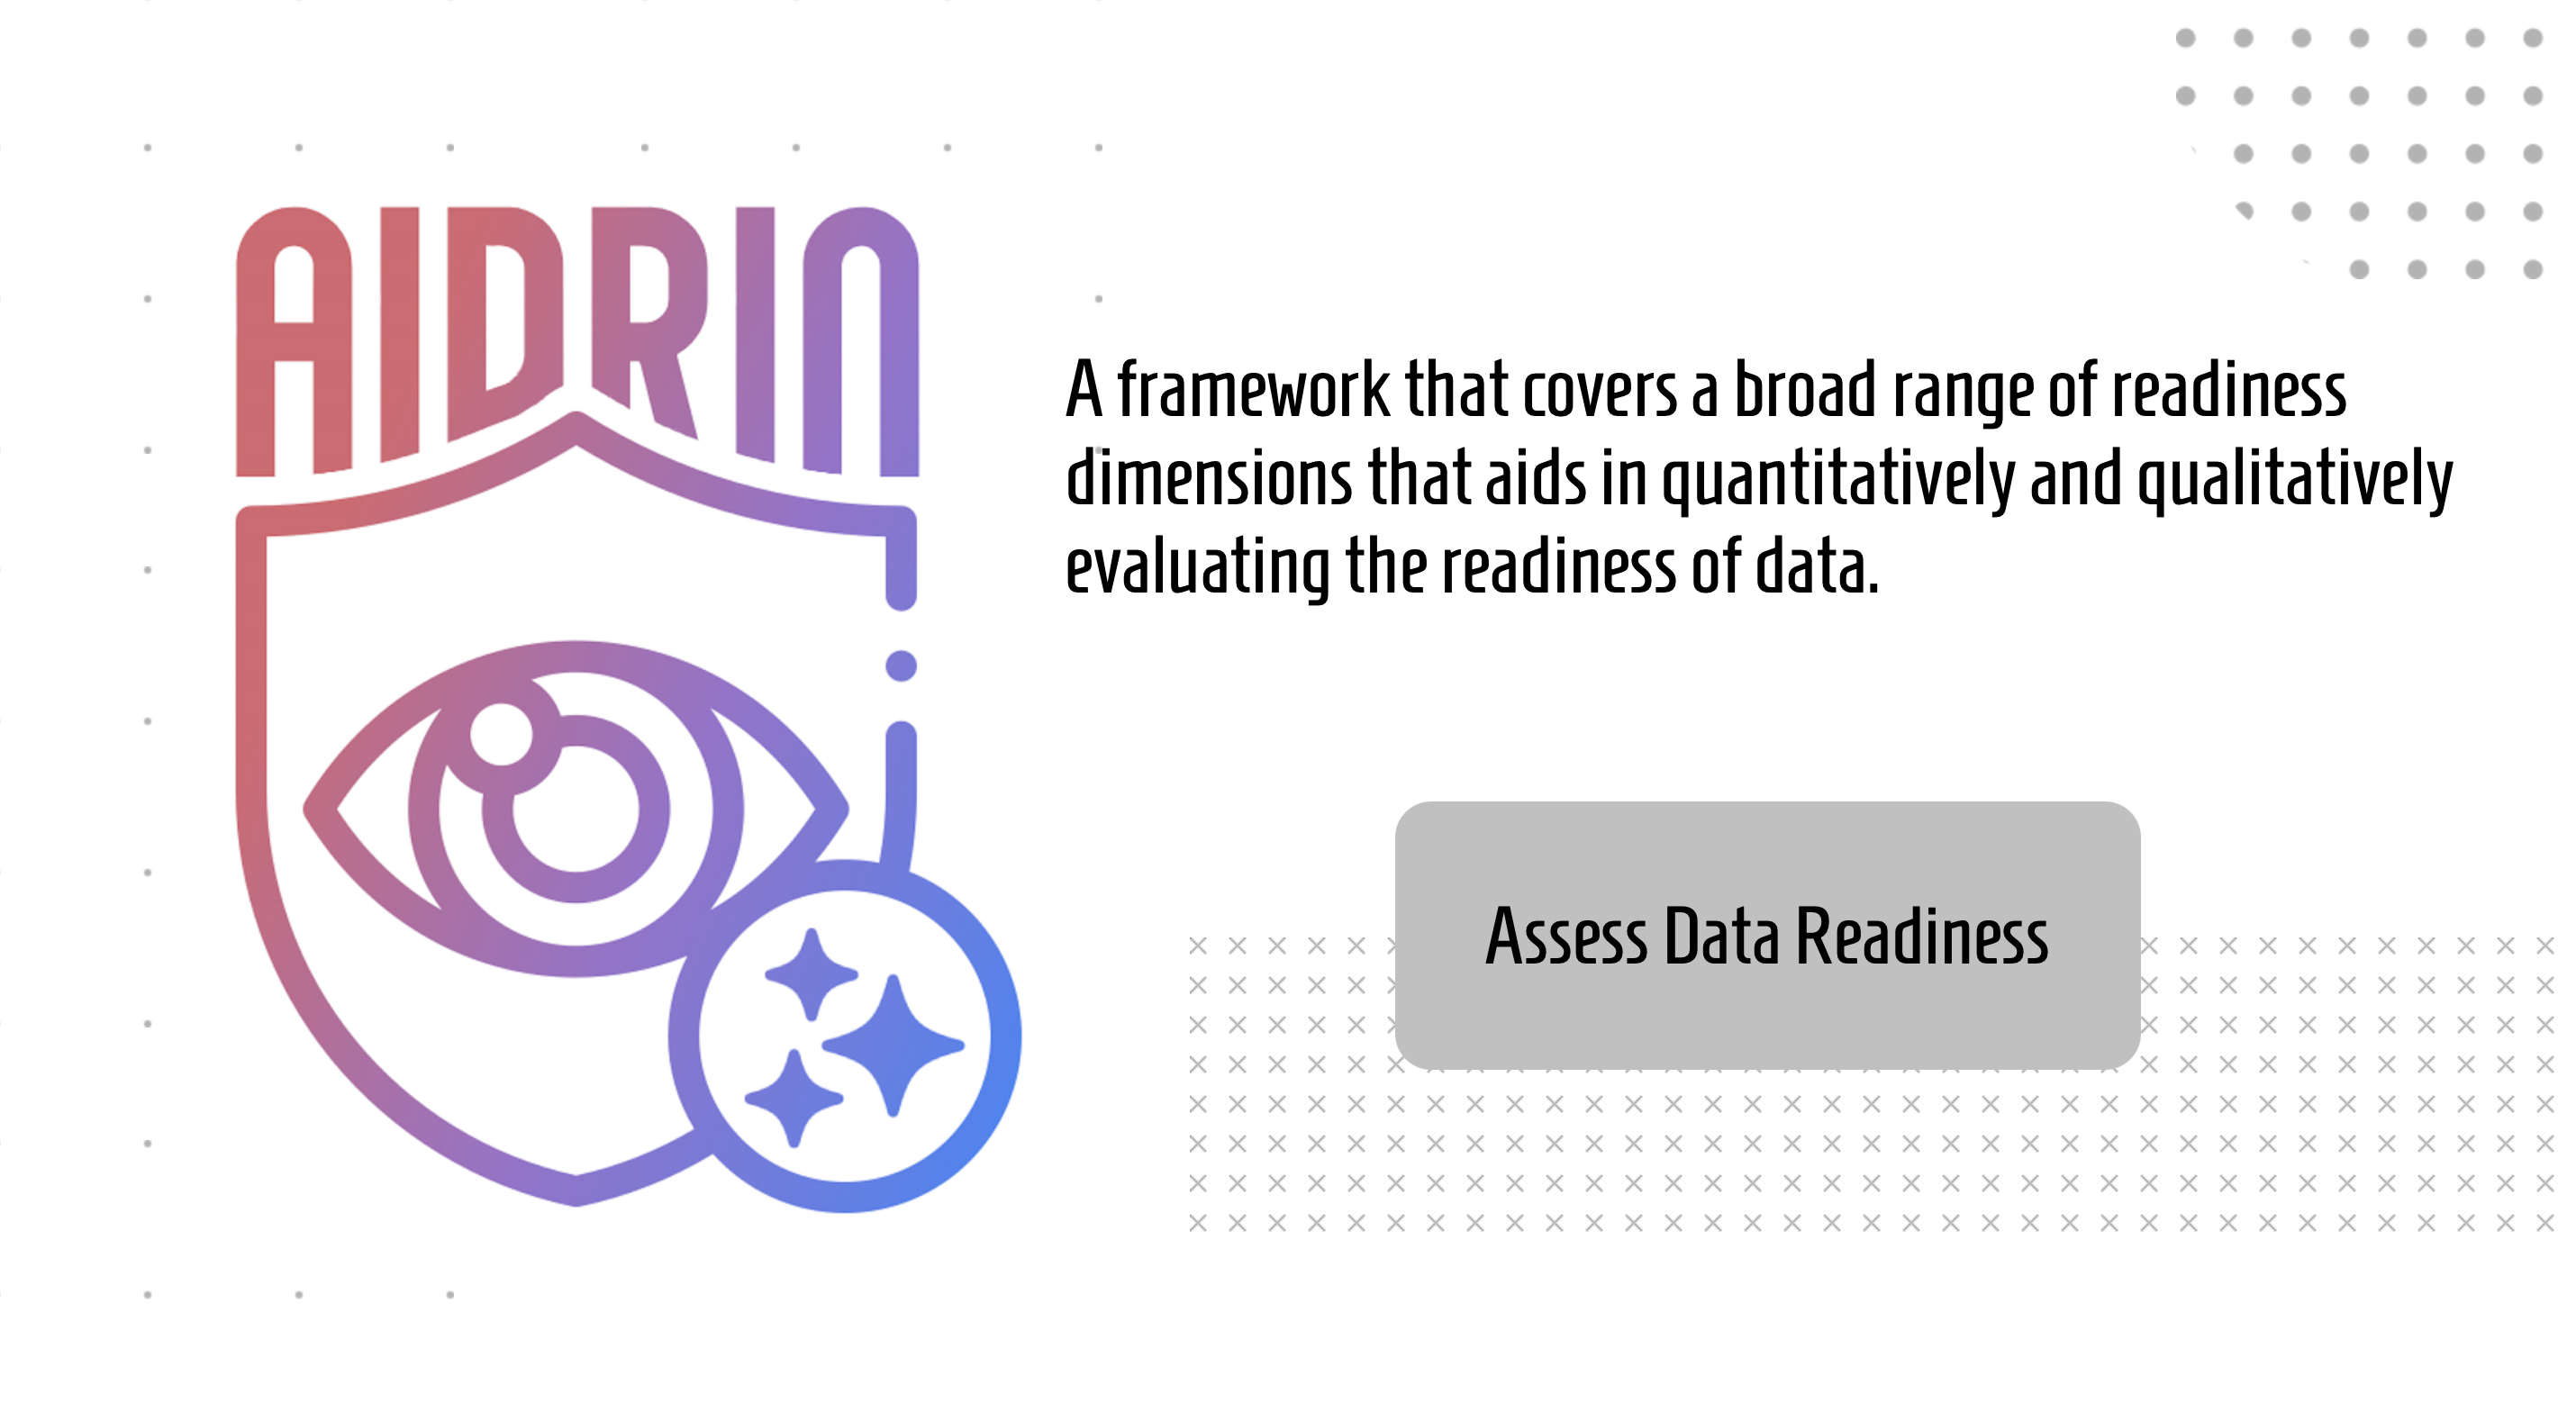 AIDRIN
A framework that covers a broad range of readiness
dimensions that aids in quantitatively and qualitatively
evaluating the readiness of data.
Assess Data Readiness